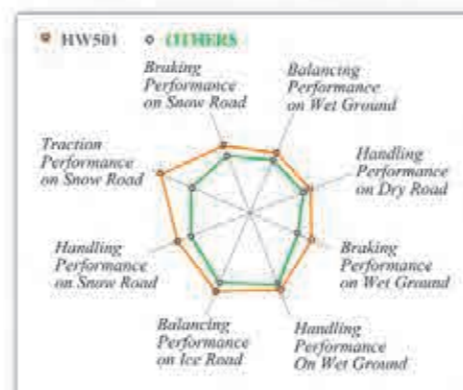 HW501 OTHERS
Braking
Performance
on Snow Road
Balancing
Performance
on Wet Ground
Traction
Performance
on Snow Road
Handling
Performance
on Dry Road
Handling
Performance
on Snow Road
Braking
Performance
on Wet Ground
Balancing
Performance
on Ice Road
Handling
Performance
On Wet Ground